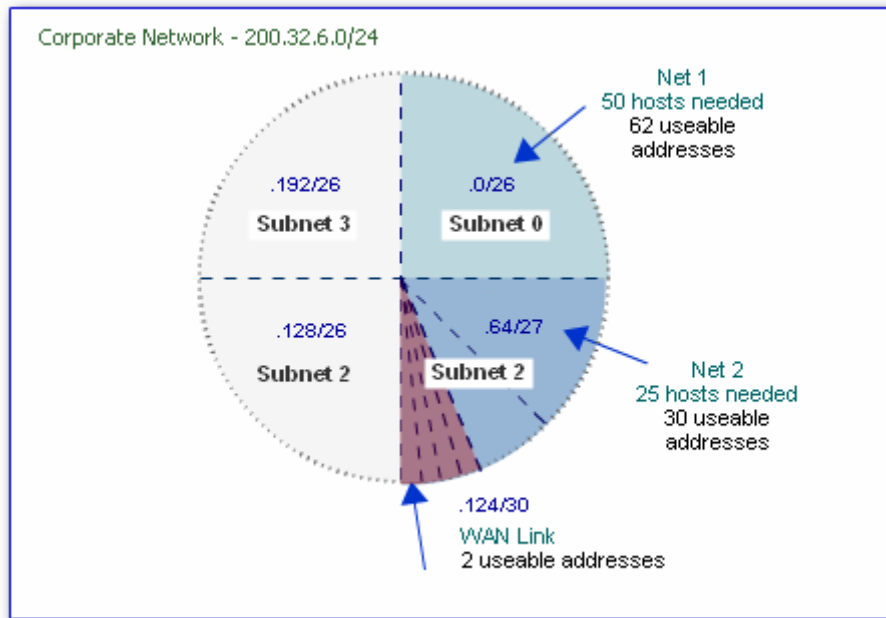 Corporate Network - 200.32.6.0/24
Net 1
50 hosts needed
62 useable
addresses
.192/26
.0/26
Subnet 3
Subnet 0
.128/26
.64/27
Subnet 2
Subnet 2
Net 2
25 hosts needed
30 useable
addresses
.124/30
WAN Link
2 useable addresses